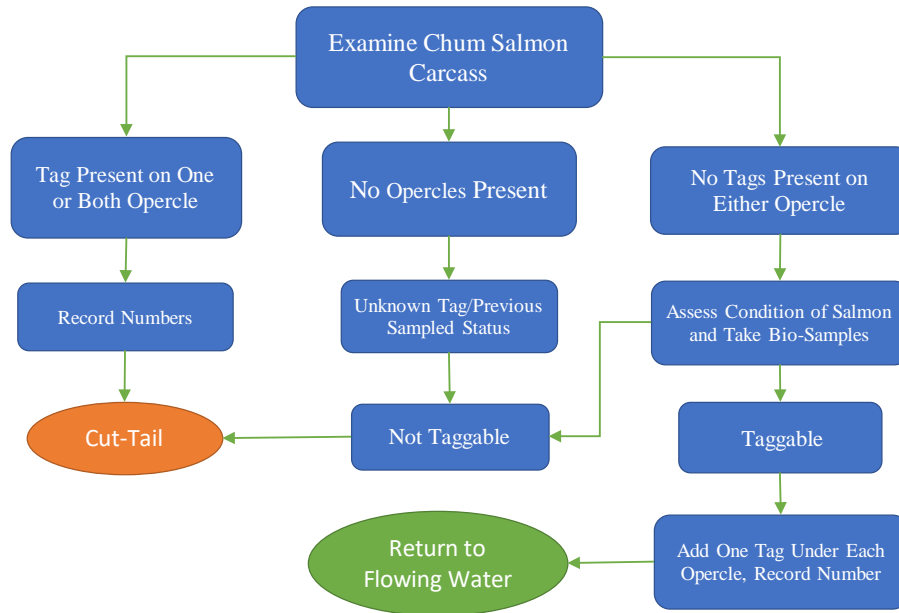 Examine Chum Salmon
Carcass
Tag Present on One
or Both Opercle
No Opercles Present
No Tags Present on
Either Opercle
Record Numbers
Unknown Tag/Previous
Sampled Status
Assess Condition of Salmon
and Take Bio-Samples
Cut-Tail
Not Taggable
Taggable
Return to
Flowing Water
Add One Tag Under Each
Opercle, Record Number